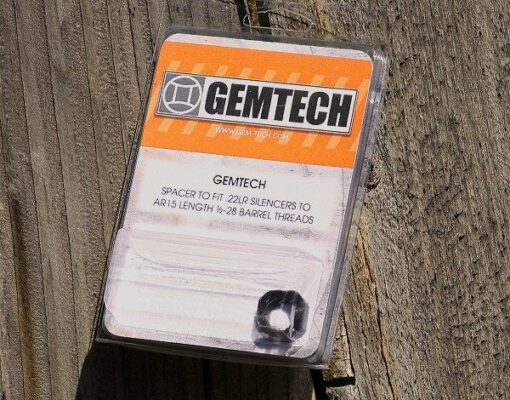 GEMTECH
WWW.GEM-TECH.COM
GEMTECH
SPACER TO FIT .22LR SILENCERS TO
AR15 LENGTH ½-28 BARREL THREADS